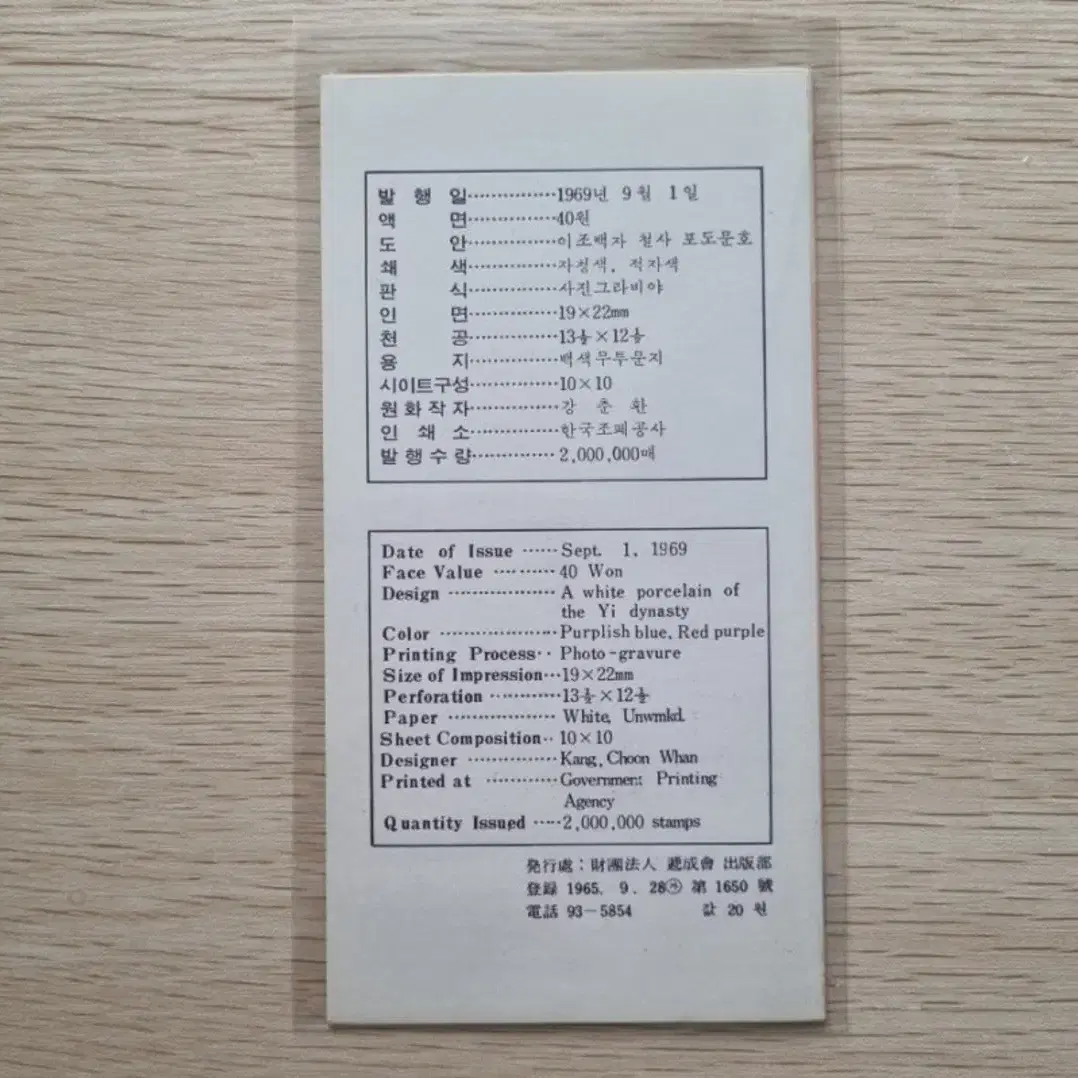 발 행 일················1969년 9월 1일
액 면················40원
도 안················이조백자 철사 포도문호
쇄 색················자청색, 적자색
판 식················사진그라비야
인 면················19×22mm
천 공················13½×12½
용 지················백색무투문지
시이트구성················10×10
원 화 작 자················강 춘 환
인 쇄 소················한국조폐공사
발 행 수 량··············2,000,000매
Date of Issue ······Sept. 1, 1969
Face Value ··········40 Won
Design ··················A white porcelain of
the Yi dynasty
Color ····················Purplish blue, Red purple
Printing Process·· Photo-gravure
Size of Impression···19×22mm
Perforation ············13½×12½
Paper ·················· White, Unwmkd.
Sheet Composition·· 10×10
Designer ···············Kang, Choon Whan
Printed at ············Government Printing
Agency
Quantity Issued ·····2,000,000 stamps
発行處 : 財團法人 遞成會 出版部
登録 1965. 9. 28㉮ 第 1650 號
電話 93-5854 값 20 원